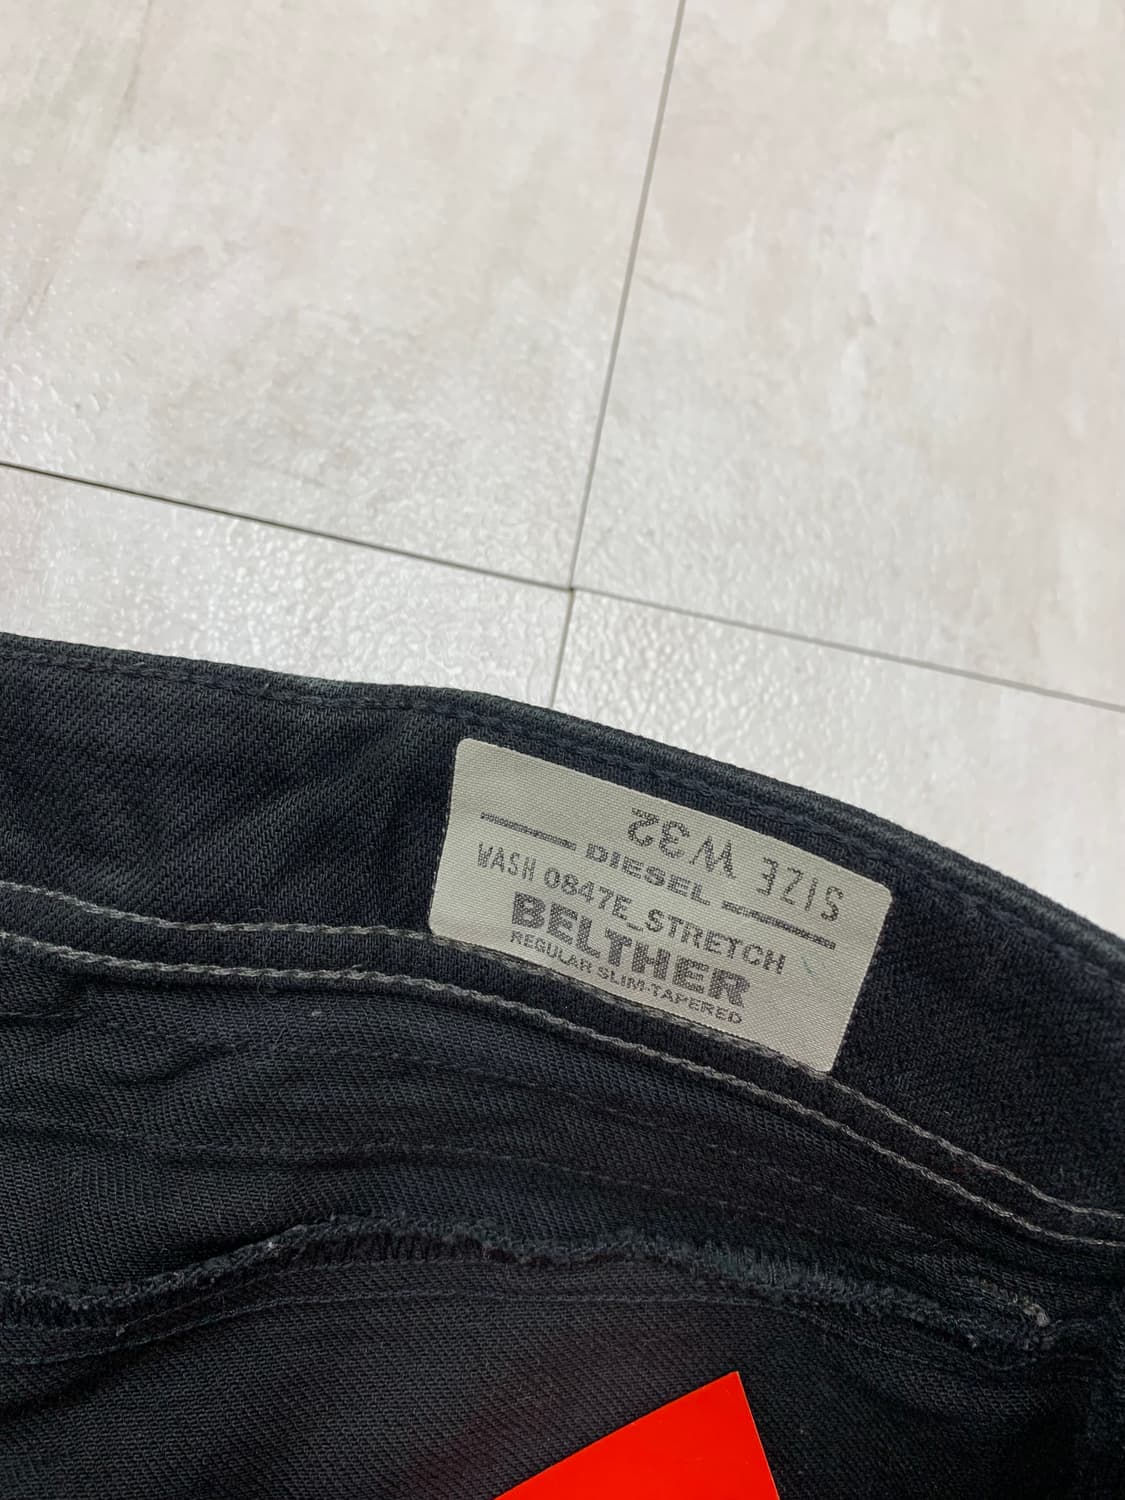 SIZE W32
DIESEL
WASH 0847E_STRETCH
BELTHER
REGULAR SLIM-TAPERED